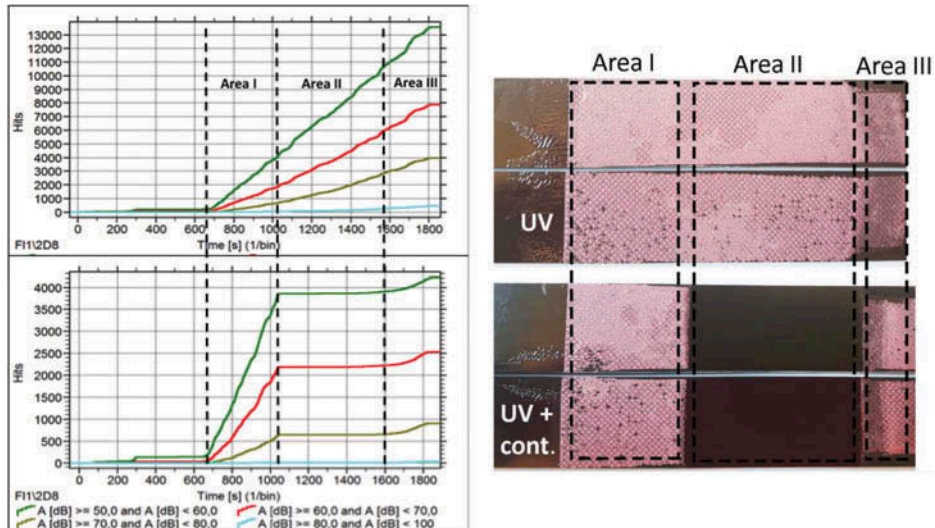 13000
12000
11000
10000
9000
8000
7000
6000
5000
4000
3000
2000
1000
0
Hits
Area I
Area II
Area III
0 200 400 600 800 1000 1200 1400 1600 1800
Time [s] (1/bin)
FI1\2D8
4000
3500
3000
2500
2000
1500
1000
500
0
Hits
0 200 400 600 800 1000 1200 1400 1600 1800
Time [s] (1/bin)
FI1\2D8
A [dB] >= 50,0 and A [dB] < 60,0
A [dB] >= 60,0 and A [dB] < 70,0
A [dB] >= 70,0 and A [dB] < 80,0
A [dB] >= 80,0 and A [dB] < 100
Area I
Area II
Area III
UV
UV +
cont.